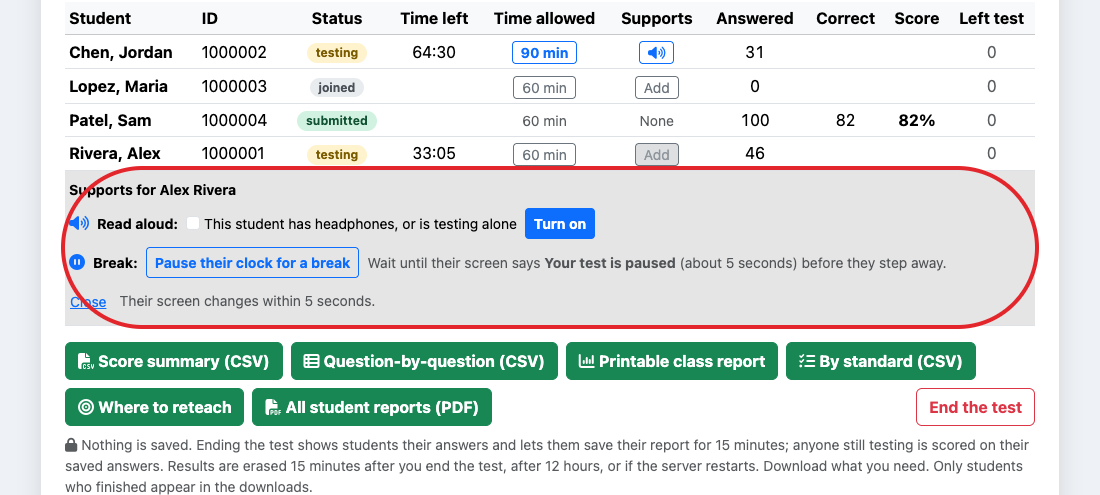 Student ID Status Time left Time allowed Supports Answered Correct Score Left test
Chen, Jordan 1000002 testing 64:30 90 min 31 0
Lopez, Maria 1000003 joined 60 min Add 0 0
Patel, Sam 1000004 submitted 60 min None 100 82 82% 0
Rivera, Alex 1000001 testing 33:05 60 min Add 46 0
Supports for Alex Rivera
Read aloud: This student has headphones, or is testing alone Turn on
Break: Pause their clock for a break Wait until their screen says Your test is paused (about 5 seconds) before they step away.
Close Their screen changes within 5 seconds.
CSV Score summary (CSV) Question-by-question (CSV) Printable class report By standard (CSV)
Where to reteach PDF All student reports (PDF) End the test
Nothing is saved. Ending the test shows students their answers and lets them save their report for 15 minutes; anyone still testing is scored on their
saved answers. Results are erased 15 minutes after you end the test, after 12 hours, or if the server restarts. Download what you need. Only students
who finished appear in the downloads.